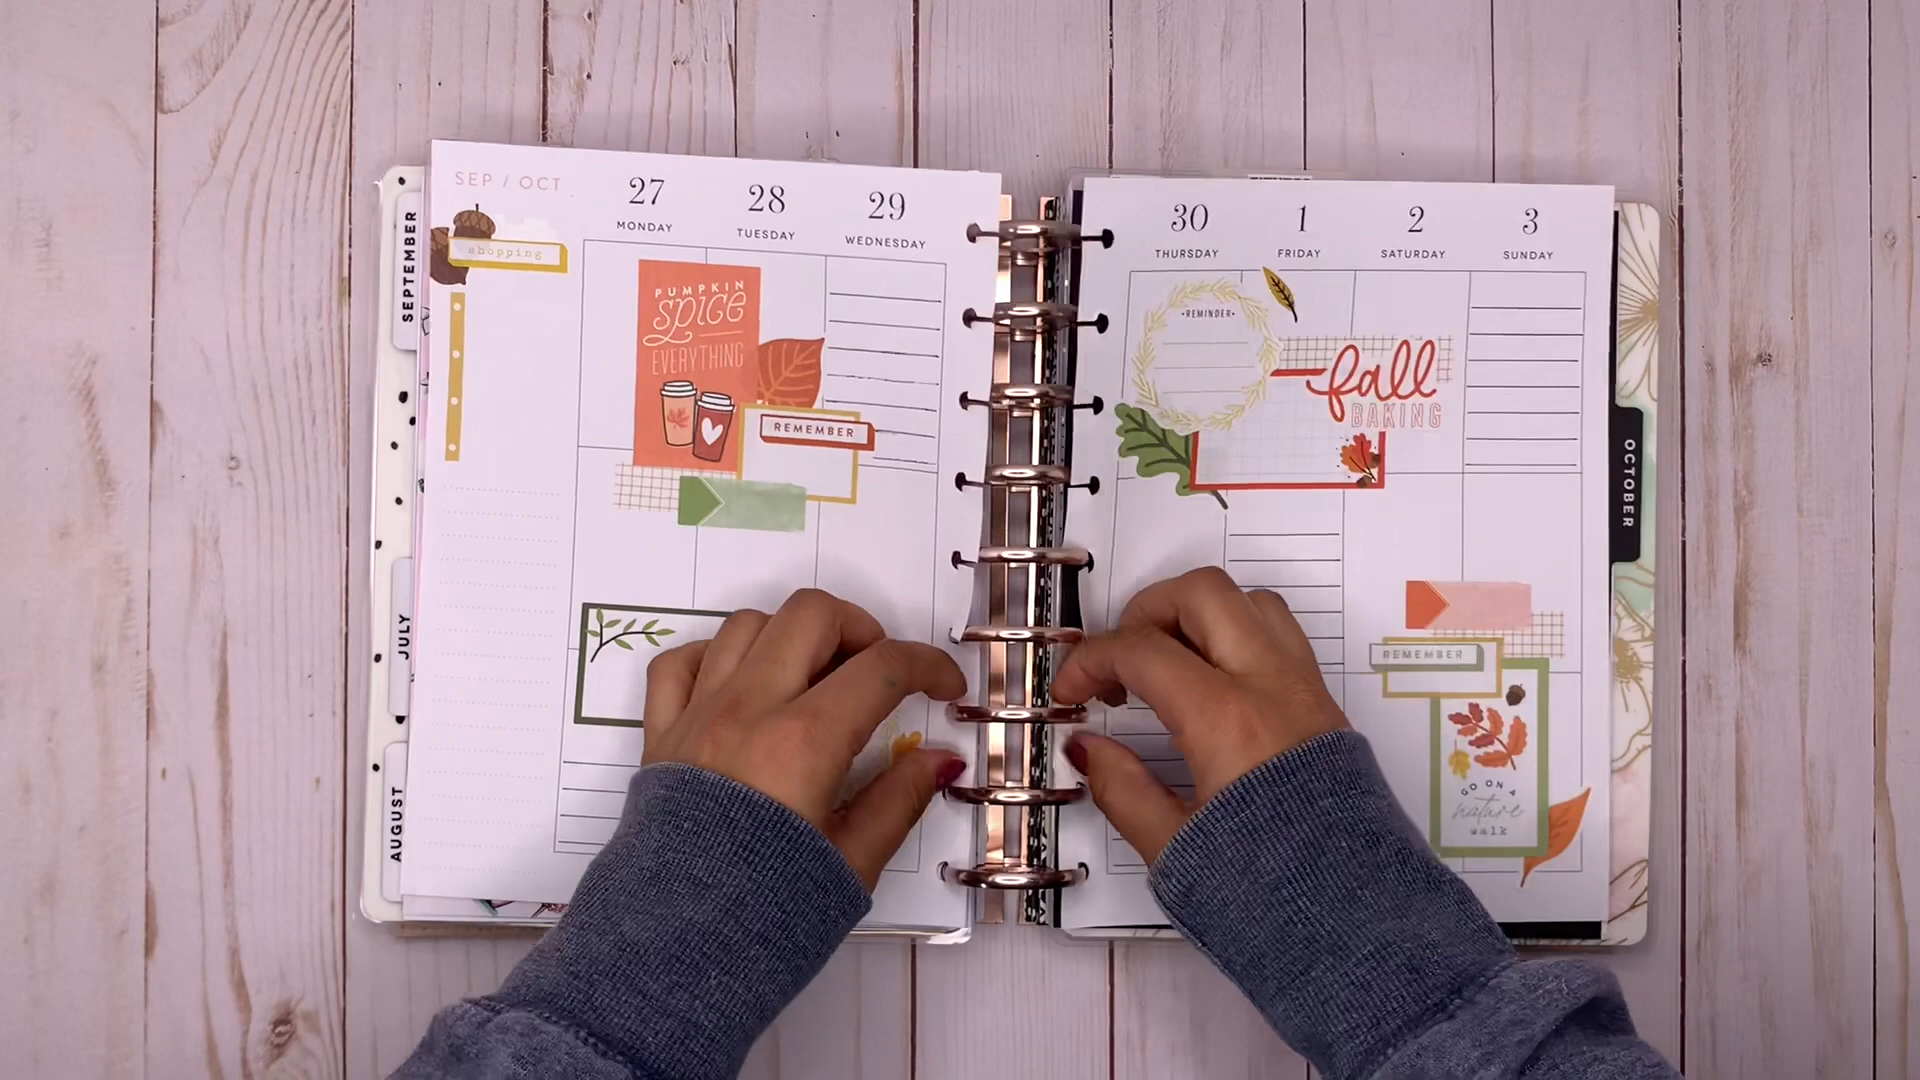 SEP / OCT
27
MONDAY
28
TUESDAY
29
WEDNESDAY
shopping
PUMPKIN
spice
EVERYTHING
REMEMBER
30
THURSDAY
1
FRIDAY
2
SATURDAY
3
SUNDAY
•REMINDER•
fall
BAKING
REMEMBER
GO ON A
nature
walk
SEPTEMBER
JULY
AUGUST
OCTOBER